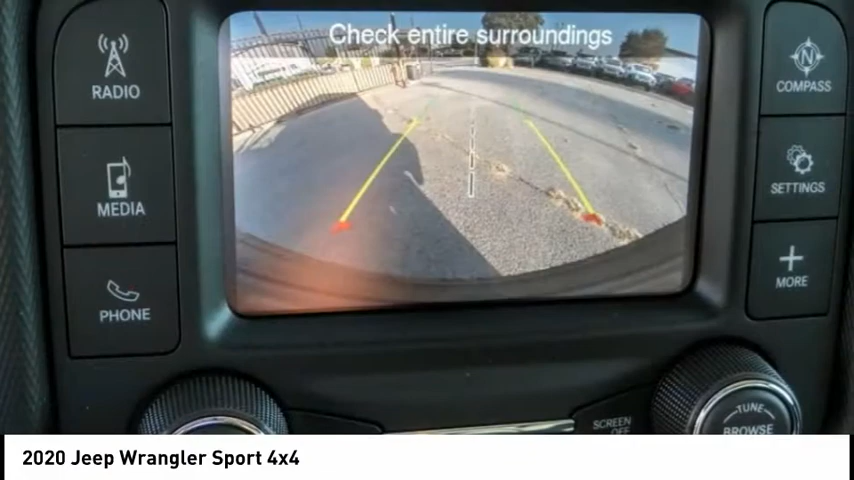 Check entire surroundings
RADIO
MEDIA
PHONE
N
COMPASS
SETTINGS
MORE
SCREEN
OFF
TUNE
BROWSE
2020 Jeep Wrangler Sport 4x4